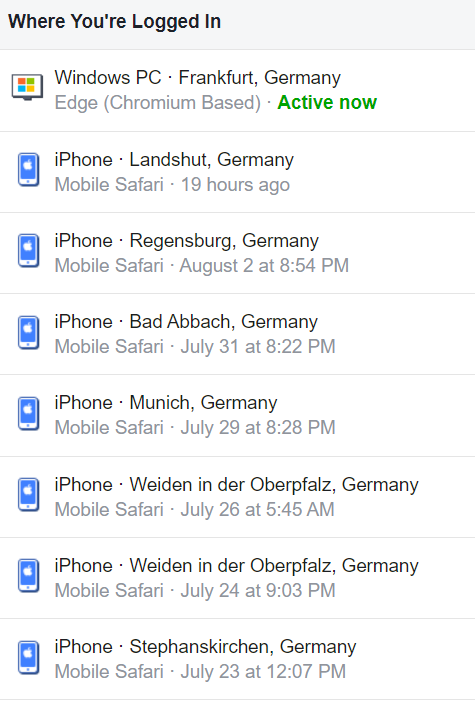 Where You're Logged In
Windows PC · Frankfurt, Germany
Edge (Chromium Based) · Active now
iPhone · Landshut, Germany
Mobile Safari · 19 hours ago
iPhone · Regensburg, Germany
Mobile Safari · August 2 at 8:54 PM
iPhone · Bad Abbach, Germany
Mobile Safari · July 31 at 8:22 PM
iPhone · Munich, Germany
Mobile Safari · July 29 at 8:28 PM
iPhone · Weiden in der Oberpfalz, Germany
Mobile Safari · July 26 at 5:45 AM
iPhone · Weiden in der Oberpfalz, Germany
Mobile Safari · July 24 at 9:03 PM
iPhone · Stephanskirchen, Germany
Mobile Safari · July 23 at 12:07 PM